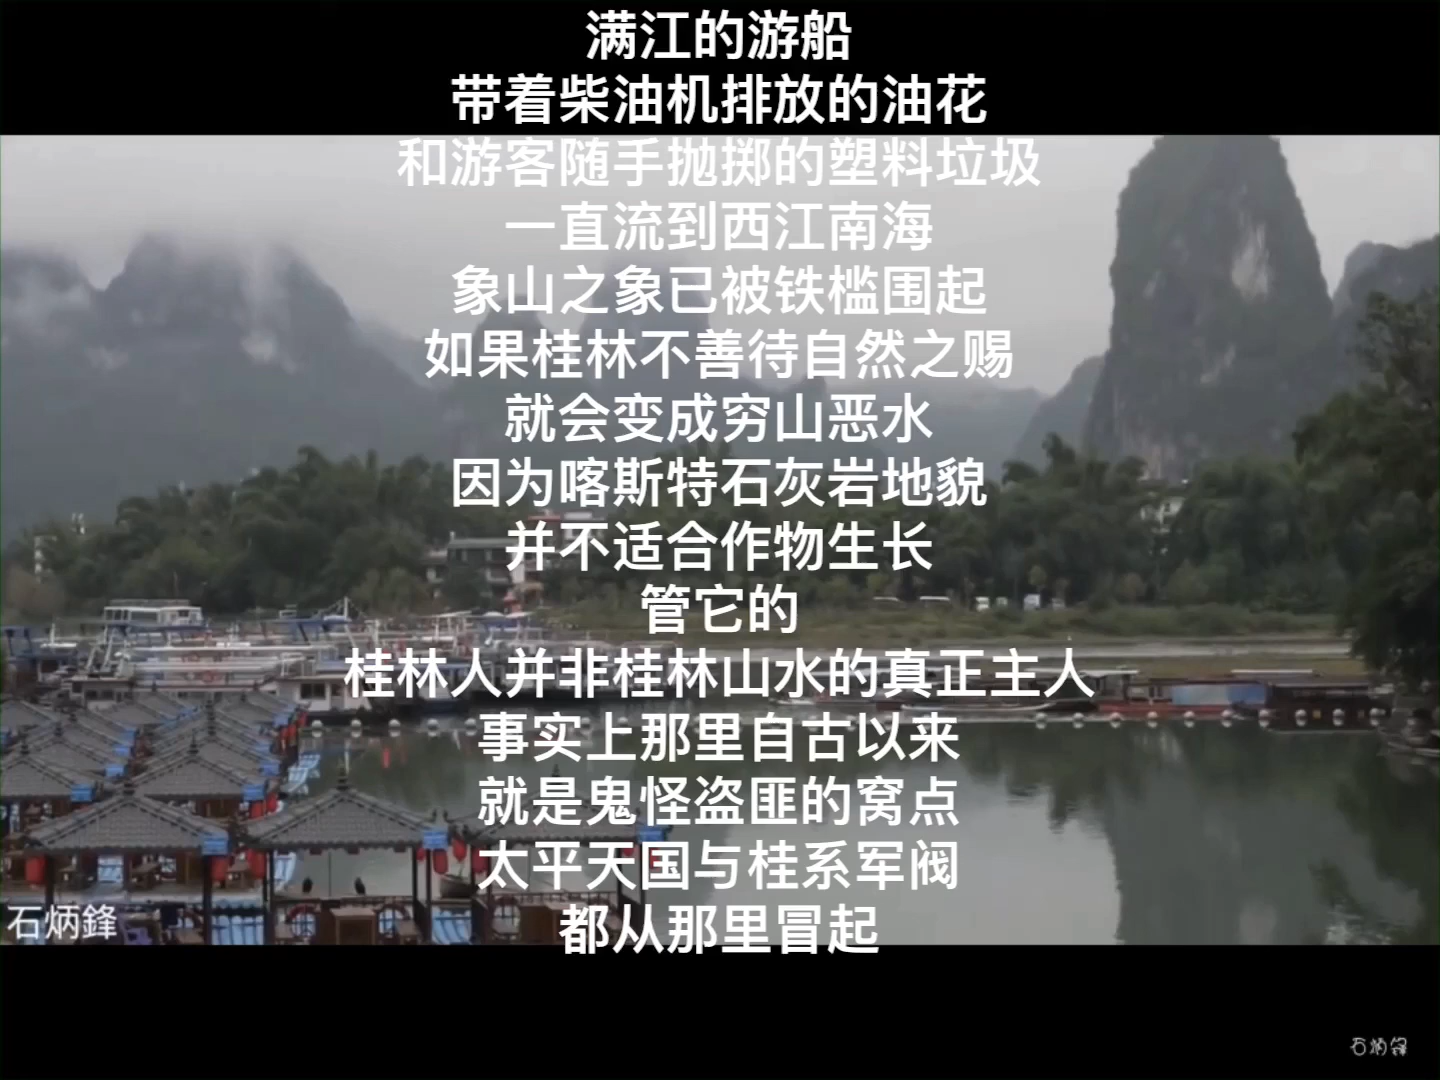 满江的游船
带着柴油机排放的油花
和游客随手抛掷的塑料垃圾
一直流到西江南海
象山之象已被铁槛围起
如果桂林不善待自然之赐
就会变成穷山恶水
因为喀斯特石灰岩地貌
并不适合作物生长
管它的
桂林人并非桂林山水的真正主人
事实上那里自古以来
就是鬼怪盗匪的窝点
太平天国与桂系军阀
都从那里冒起
石炳鋒
石炳锋